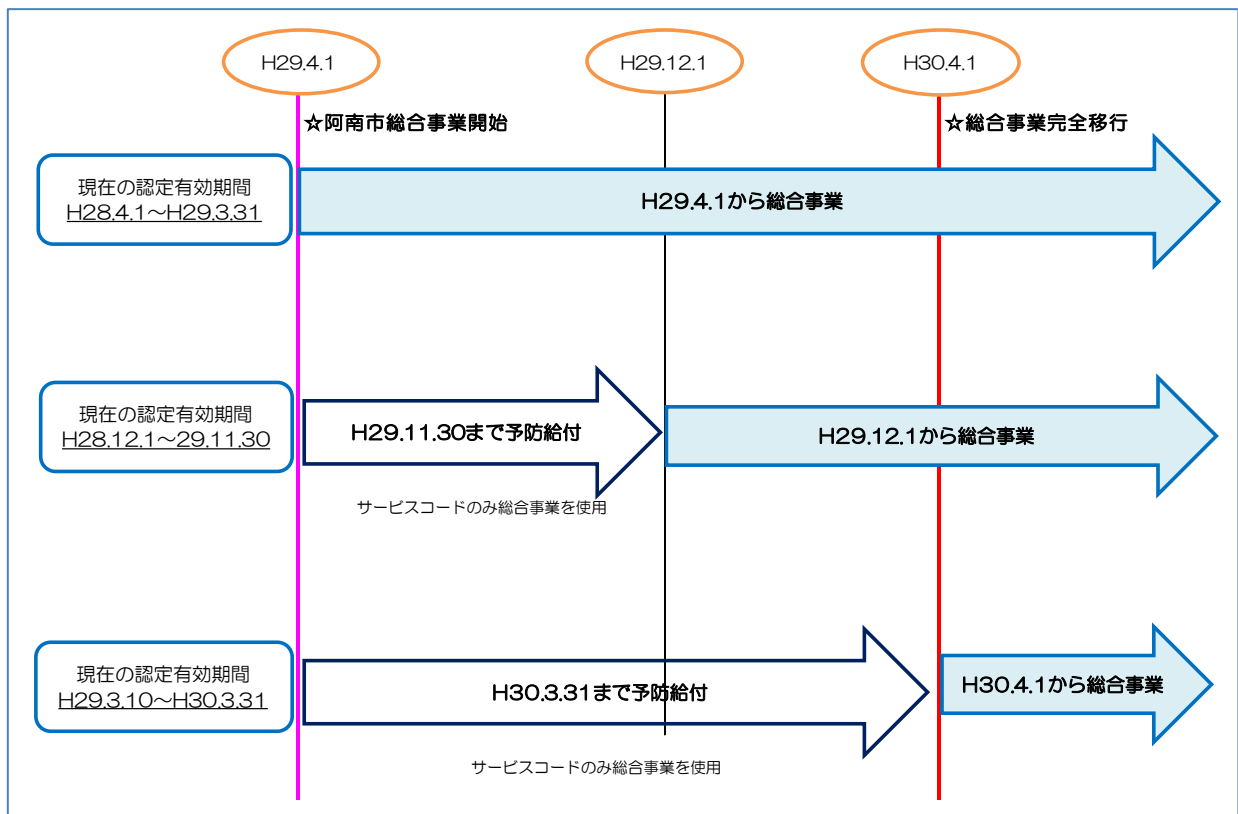 H29.4.1
H29.12.1
H30.4.1
☆阿南市総合事業開始
☆総合事業完全移行
現在の認定有効期間
H28.4.1～H29.3.31
H29.4.1から総合事業
現在の認定有効期間
H28.12.1～29.11.30
H29.11.30まで予防給付
H29.12.1から総合事業
サービスコードのみ総合事業を使用
現在の認定有効期間
H29.3.10～H30.3.31
H30.3.31まで予防給付
H30.4.1から総合事業
サービスコードのみ総合事業を使用